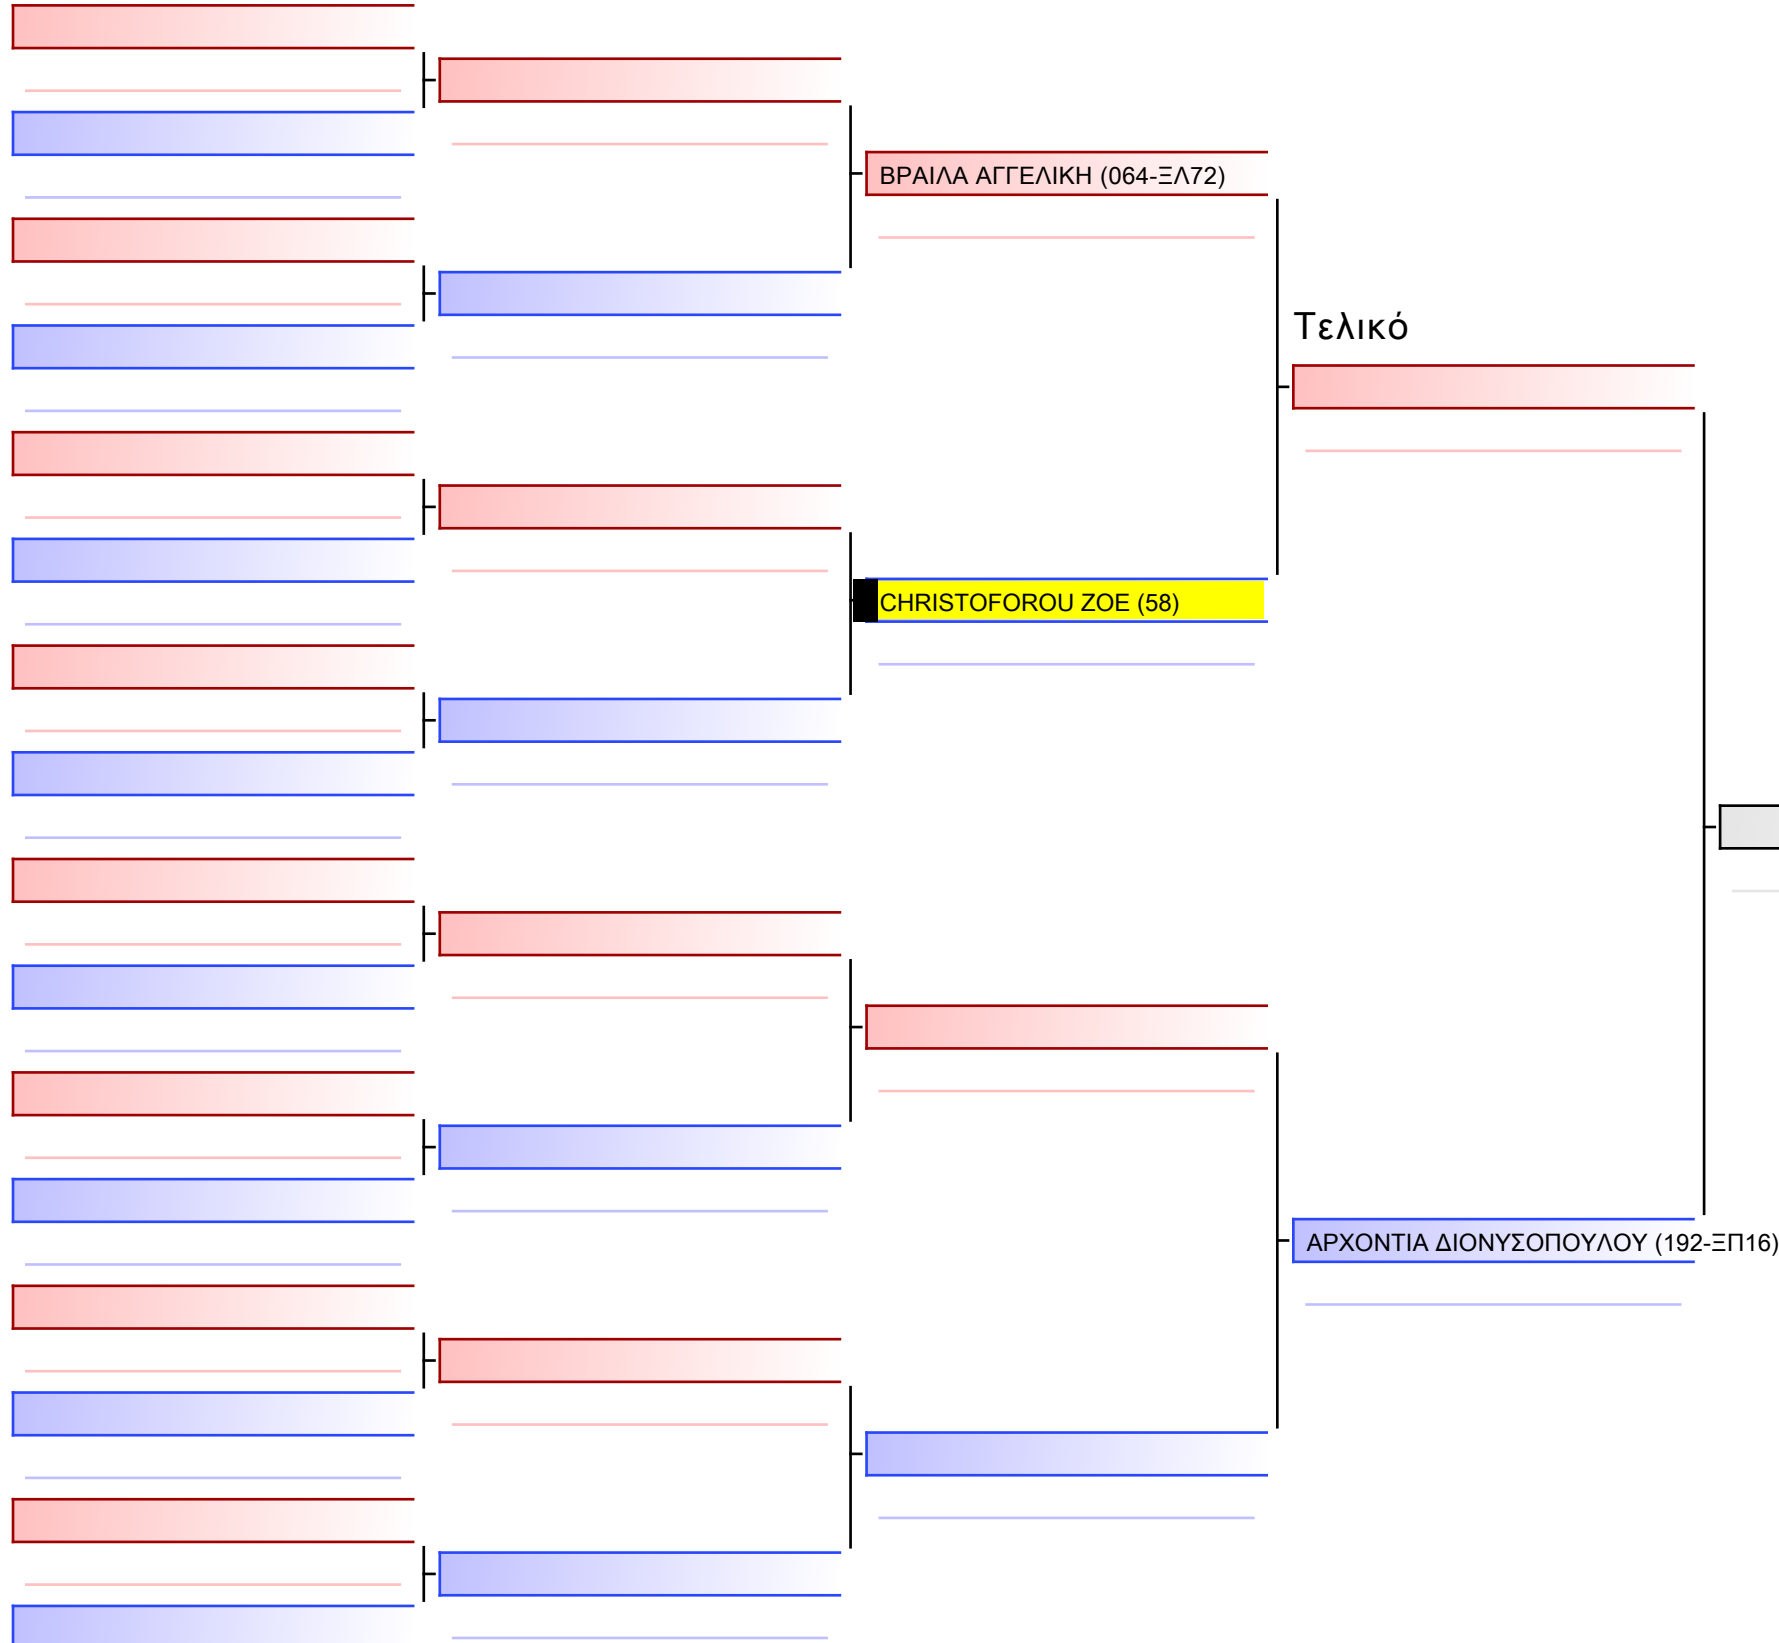 ΒΡΑΙΛΑ ΑΓΓΕΛΙΚΗ (064-ΞΛ72)
Τελικό
CHRISTOFOROU ZOE (58)
ΑΡΧΟΝΤΙΑ ΔΙΟΝΥΣΟΠΟΥΛΟΥ (192-ΞΠ16)